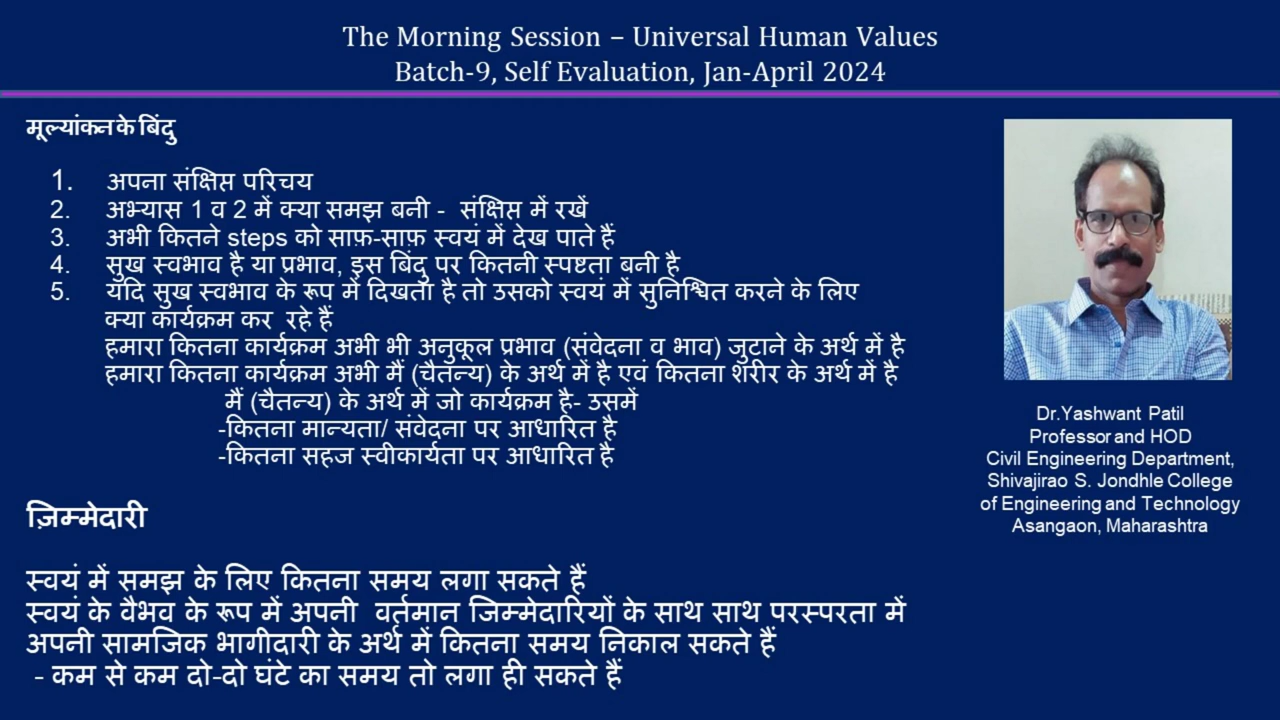 The Morning Session – Universal Human Values
Batch-9, Self Evaluation, Jan-April 2024
मूल्यांकन के बिंदु
1. अपना संक्षिप्त परिचय
2. अभ्यास 1 व 2 में क्या समझ बनी - संक्षिप्त में रखें
3. अभी कितने steps को साफ़-साफ़ स्वयं में देख पाते हैं
4. सुख स्वभाव है या प्रभाव, इस बिंदु पर कितनी स्पष्टता बनी है
5. यदि सुख स्वभाव के रूप में दिखता है तो उसको स्वयं में सुनिश्चित करने के लिए
क्या कार्यक्रम कर रहे हैं
हमारा कितना कार्यक्रम अभी भी अनुकूल प्रभाव (संवेदना व भाव) जुटाने के अर्थ में है
हमारा कितना कार्यक्रम अभी मैं (चैतन्य) के अर्थ में है एवं कितना शरीर के अर्थ में है
मैं (चैतन्य) के अर्थ में जो कार्यक्रम है- उसमें
-कितना मान्यता/ संवेदना पर आधारित है
-कितना सहज स्वीकार्यता पर आधारित है
ज़िम्मेदारी
स्वयं में समझ के लिए कितना समय लगा सकते हैं
स्वयं के वैभव के रूप में अपनी वर्तमान जिम्मेदारियों के साथ साथ परस्परता में
अपनी सामजिक भागीदारी के अर्थ में कितना समय निकाल सकते हैं
- कम से कम दो-दो घंटे का समय तो लगा ही सकते हैं
Dr.Yashwant Patil
Professor and HOD
Civil Engineering Department,
Shivajirao S. Jondhle College
of Engineering and Technology
Asangaon, Maharashtra